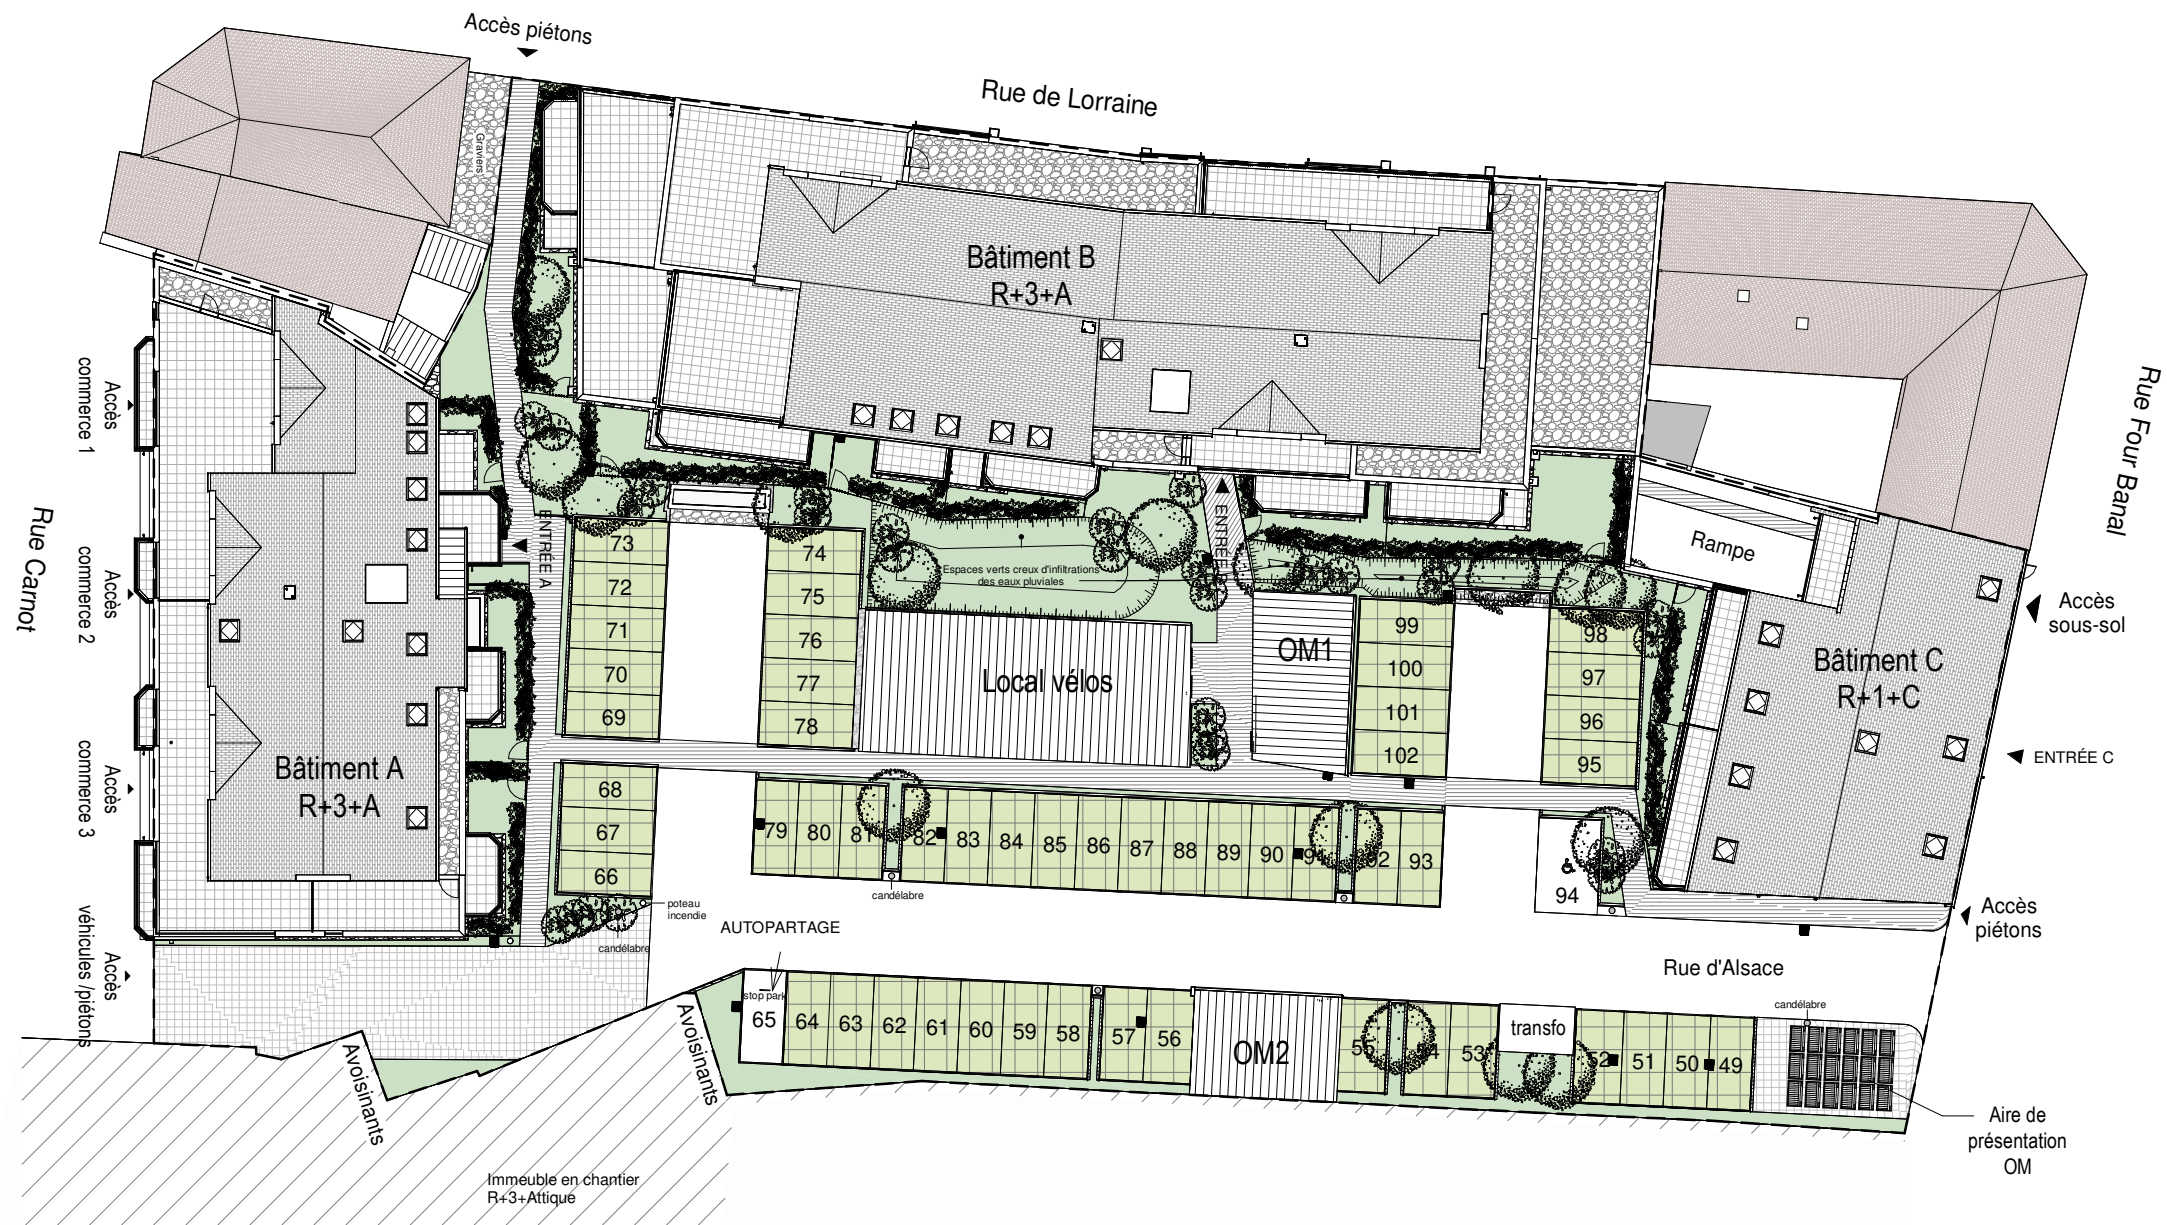 Accès piétons
Rue de Lorraine
Graviers
Bâtiment B
R+3+A
Rue Four Banal
Rue Carnot
Accès
commerce 1
Accès
commerce 2
Accès
commerce 3
Accès
véhicules /piétons
ENTRÉE A
Espaces verts creux d'infiltrations
des eaux pluviales
Rampe
Accès
sous-sol
Bâtiment C
R+1+C
ENTRÉE C
Local vélos
OM1
Bâtiment A
R+3+A
73
72
71
70
69
74
75
76
77
78
99
100
101
102
98
97
96
95
68
67
66
79
80
81
82
83
84
85
86
87
88
89
90
92
93
94
candélabre
poteau
incendie
candélabre
AUTOPARTAGE
stop park
65
64
63
62
61
60
59
58
57
56
OM2
55
53
transfo
52
51
50
49
Rue d'Alsace
candélabre
Accès
piétons
Aire de
présentation
OM
Avoisinants
Avoisinants
Immeuble en chantier
R+3+Attique